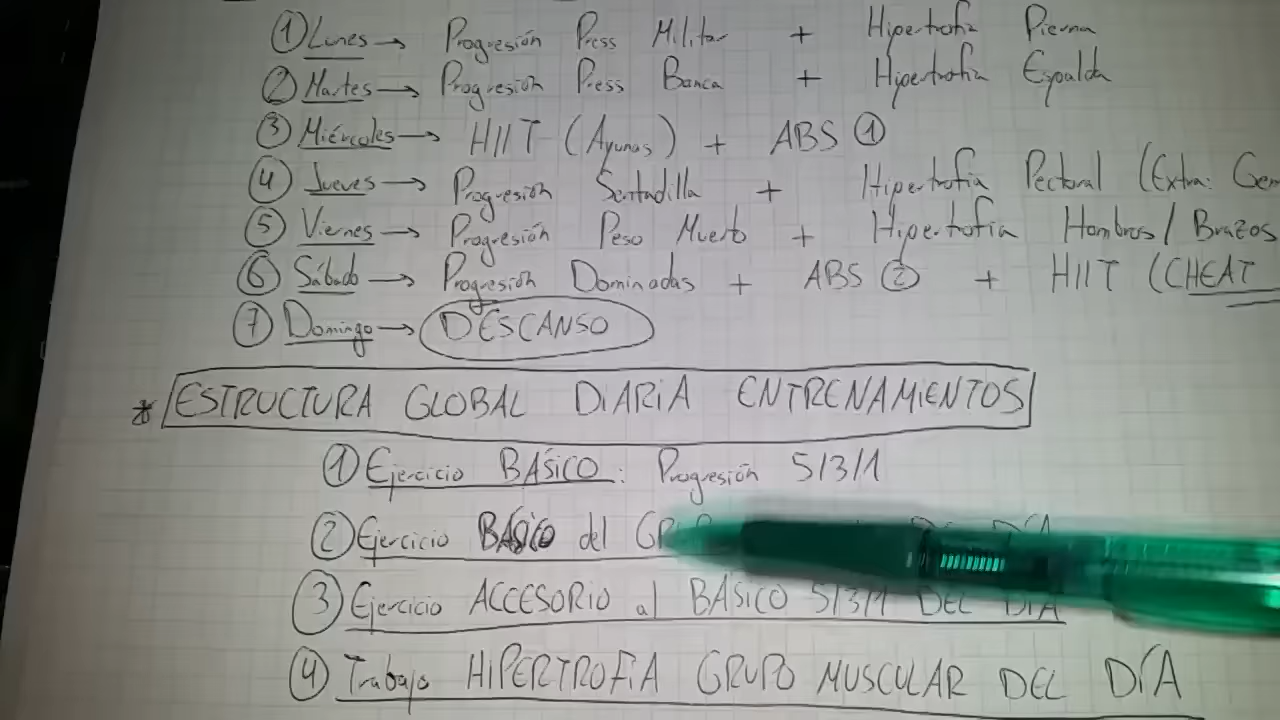 ① Lunes → Progresión Press Militar + Hipertrofia Pierna
② Martes → Progresión Press Banca + Hipertrofia Espalda
③ Miércoles → HIIT (Ayunas) + ABS ①
④ Jueves → Progresión Sentadilla + Hipertrofia Pectoral (Extra:
⑤ Viernes → Progresión Peso Muerto + Hipertrofia Hombros/Brazos
⑥ Sábado → Progresión Dominadas + ABS ② + HIIT (CHEAT
⑦ Domingo → DESCANSO
* ESTRUCTURA GLOBAL DIARIA ENTRENAMIENTOS
① Ejercicio BÁSICO: Progresión 5/3/1
② Ejercicio BÁSICO del DÍA
③ Ejercicio ACCESORIO al BÁSICO 5/3/1 DEL DÍA
④ Trabajo HIPERTROFIA GRUPO MUSCULAR DEL DÍA